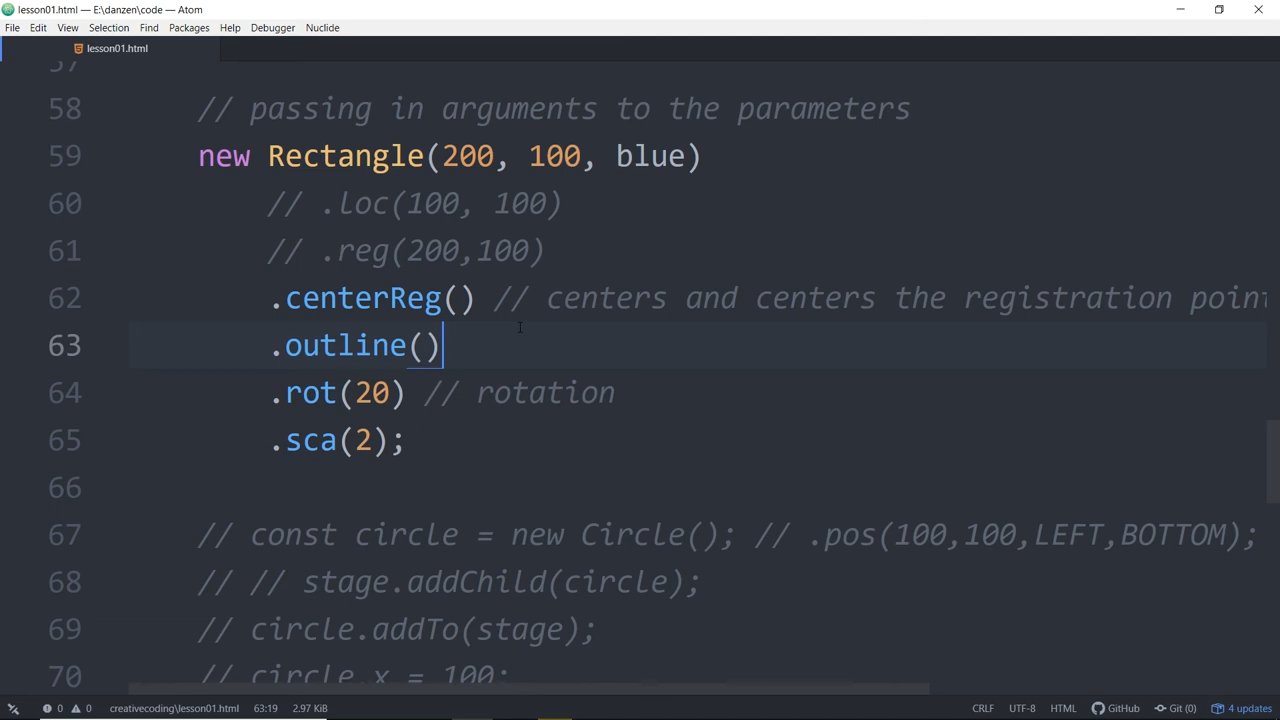 lesson01.html — E:\danzen\code — Atom
File Edit View Selection Find Packages Help Debugger Nuclide
lesson01.html
57
58 // passing in arguments to the parameters
59 new Rectangle(200, 100, blue)
60 // .loc(100, 100)
61 // .reg(200,100)
62 .centerReg() // centers and centers the registration point
63 .outline()
64 .rot(20) // rotation
65 .sca(2);
66
67 // const circle = new Circle(); // .pos(100,100,LEFT,BOTTOM);
68 // // stage.addChild(circle);
69 // circle.addTo(stage);
70 // circle.x = 100;
0 0 creativecoding\lesson01.html 63:19 2.97 KiB CRLF UTF-8 HTML GitHub Git (0) 4 updates